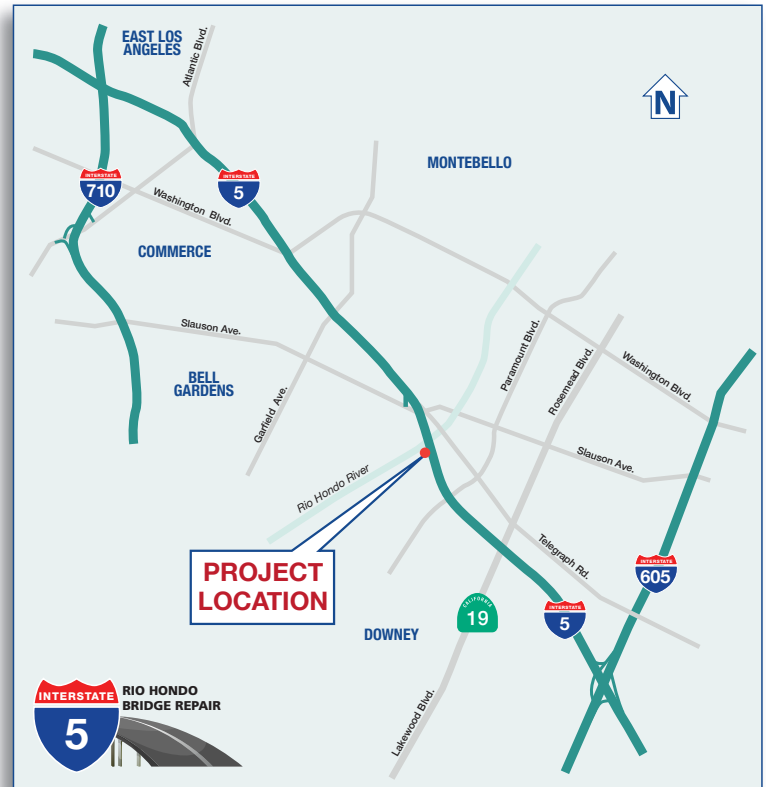 EAST LOS
ANGELES
Atlantic Blvd.
N
MONTEBELLO
INTERSTATE
710
INTERSTATE
5
Washington Blvd.
COMMERCE
Slauson Ave.
BELL
GARDENS
Garfield Ave.
Paramount Blvd.
Rosemead Blvd.
Washington Blvd.
Slauson Ave.
Rio Hondo River
Telegraph Rd.
PROJECT
LOCATION
INTERSTATE
605
CALIFORNIA
19
INTERSTATE
5
DOWNEY
Lakewood Blvd.
INTERSTATE
5
RIO HONDO
BRIDGE REPAIR